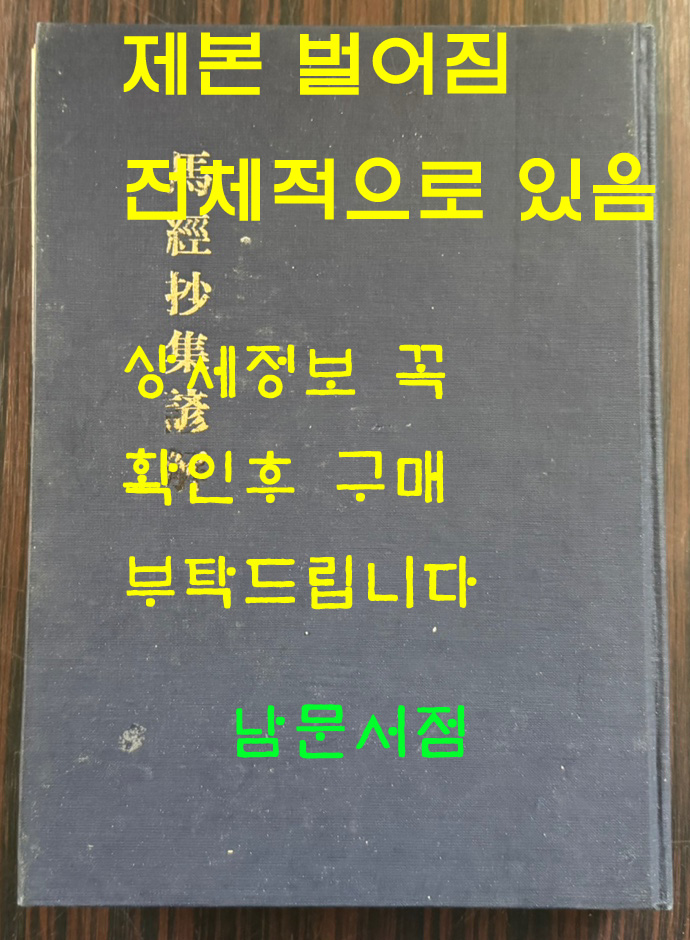 제본 벌어짐
전체적으로 있음
상세정보 꼭
확인후 구매
부탁드립니다
남문서점
馬經抄集諺解